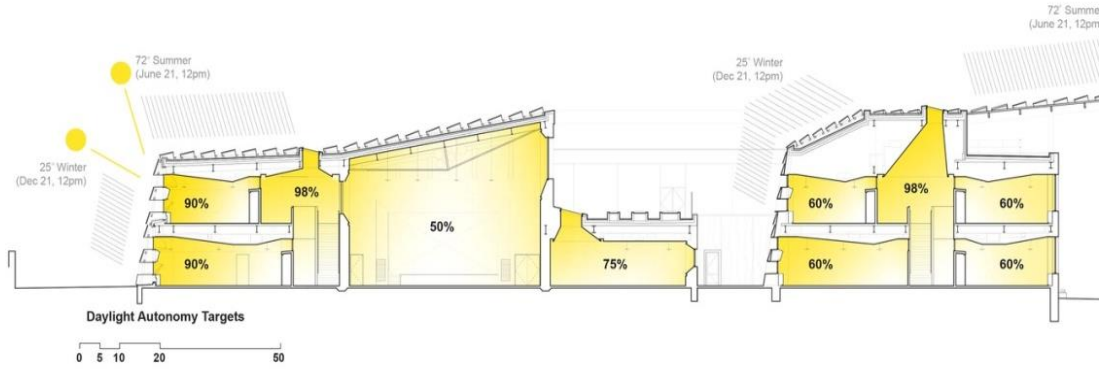 72' Summer
(June 21, 12pm)
25' Winter
(Dec 21, 12pm)
25' Winter
(Dec 21, 12pm)
72' Summe
(June 21, 12pm)
90%
98%
50%
60%
98%
60%
90%
75%
60%
60%
Daylight Autonomy Targets
0 5 10 20 50